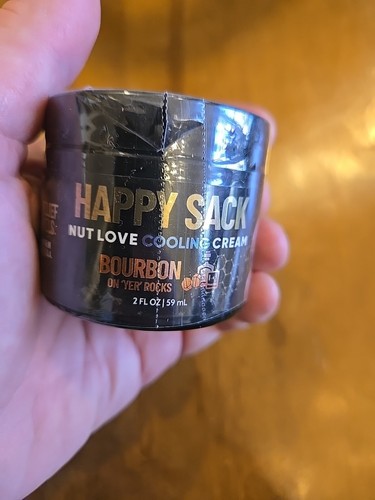 HAPPY SACK
NUT LOVE COOLING CREAM
BOURBON
ON 'YER' ROCKS
2 FL OZ | 59 mL